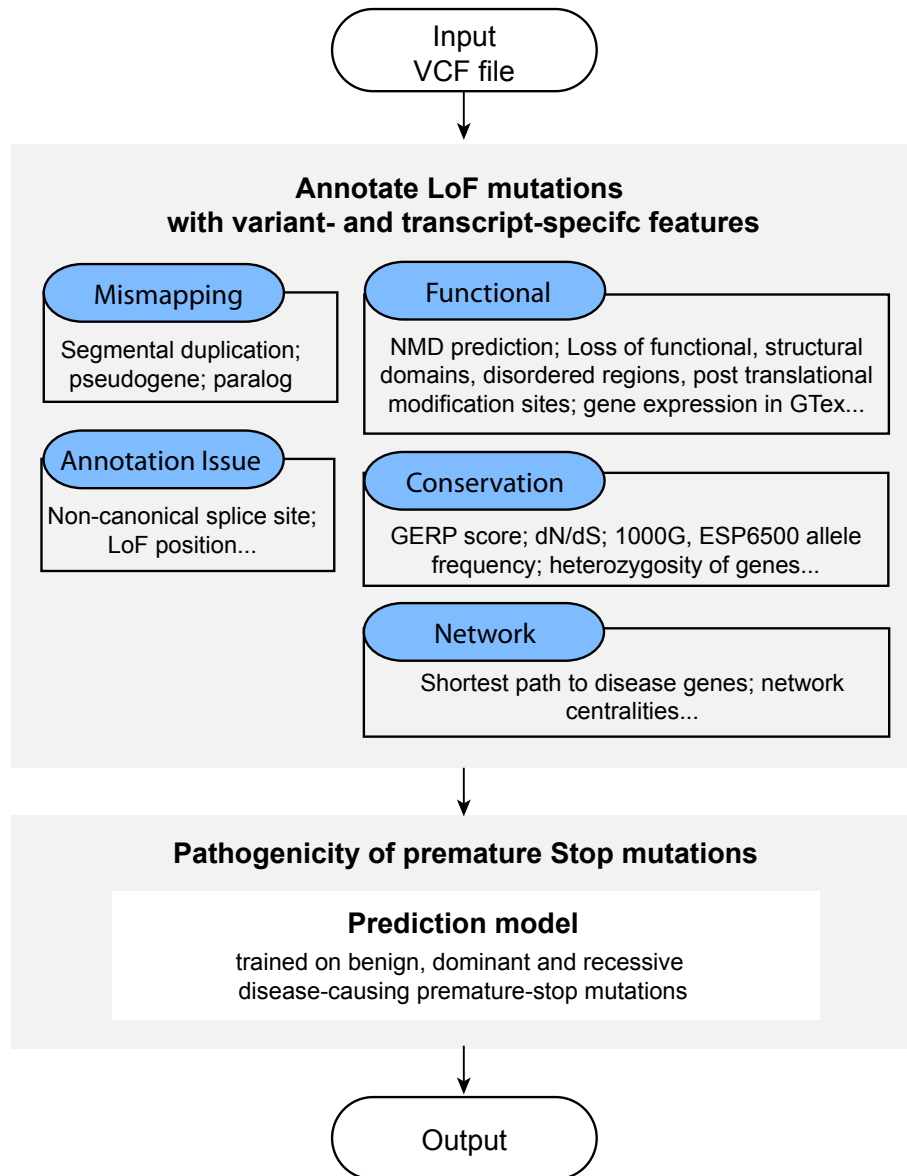 Input
VCF file
Annotate LoF mutations
with variant- and transcript-specifc features
Mismapping
Segmental duplication;
pseudogene; paralog
Annotation Issue
Non-canonical splice site;
LoF position...
Functional
NMD prediction; Loss of functional, structural
domains, disordered regions, post translational
modification sites; gene expression in GTex...
Conservation
GERP score; dN/dS; 1000G, ESP6500 allele
frequency; heterozygosity of genes...
Network
Shortest path to disease genes; network
centralities...
Pathogenicity of premature Stop mutations
Prediction model
trained on benign, dominant and recessive
disease-causing premature-stop mutations
Output